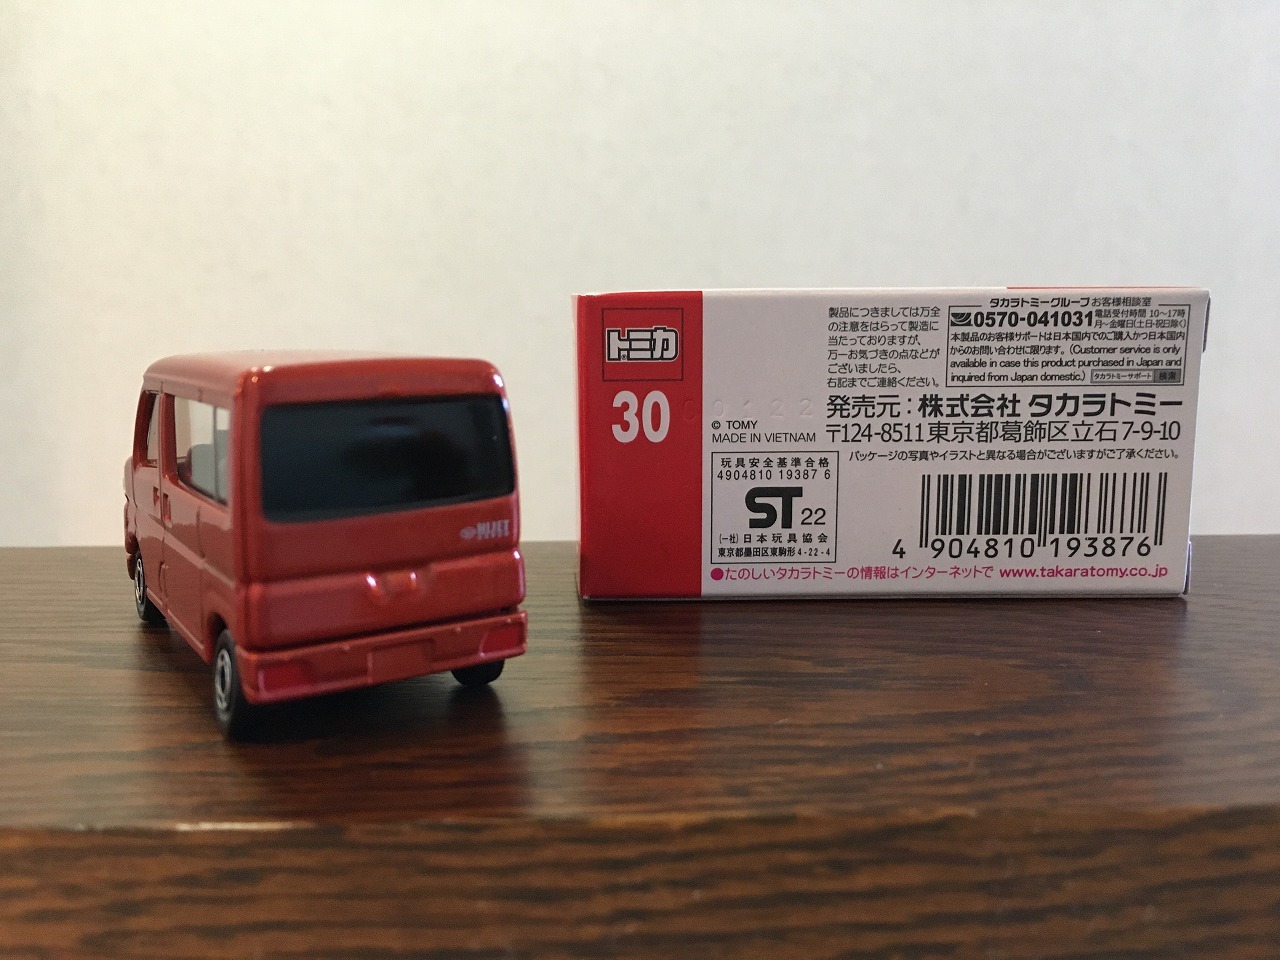 HIJET
トミカ
30
© TOMY
MADE IN VIETNAM
玩具安全基準合格
4904810 19387 6
ST 22
(一社)日本玩具協会
東京都墨田区東駒形4-22-4
製品につきましては万全
の注意をはらって製造に
当たっておりますが、
万一お気づきの点などが
ございましたら、
右記までご連絡ください。
タカラトミーグループお客様相談室
0570-041031 電話受付時間 10〜17時
月〜金曜日(土日・祝日除く)
本製品のお客様サポートは日本国内でのご購入かつ日本国内
からのお問い合わせに限ります。(Customer service is only
available in case this product purchased in Japan and
inquired from Japan domestic.) タカラトミーサポート 検索
発売元：株式会社 タカラトミー
〒124-8511東京都葛飾区立石7-9-10
パッケージの写真やイラストと異なる場合がございますがご了承ください。
4 904810 193876
●たのしいタカラトミーの情報はインターネットで www.takaratomy.co.jp